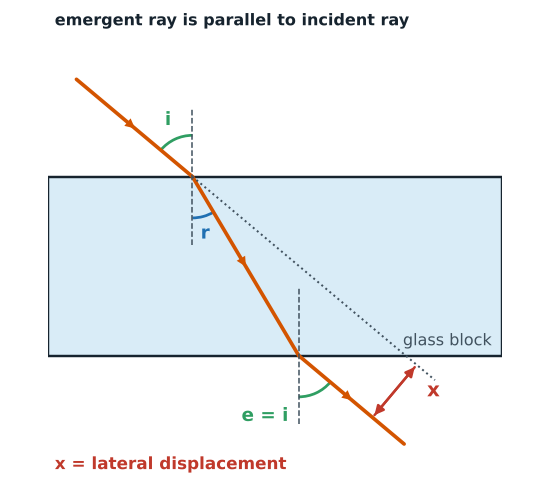 emergent ray is parallel to incident ray
i
r
glass block
x
e = i
x = lateral displacement